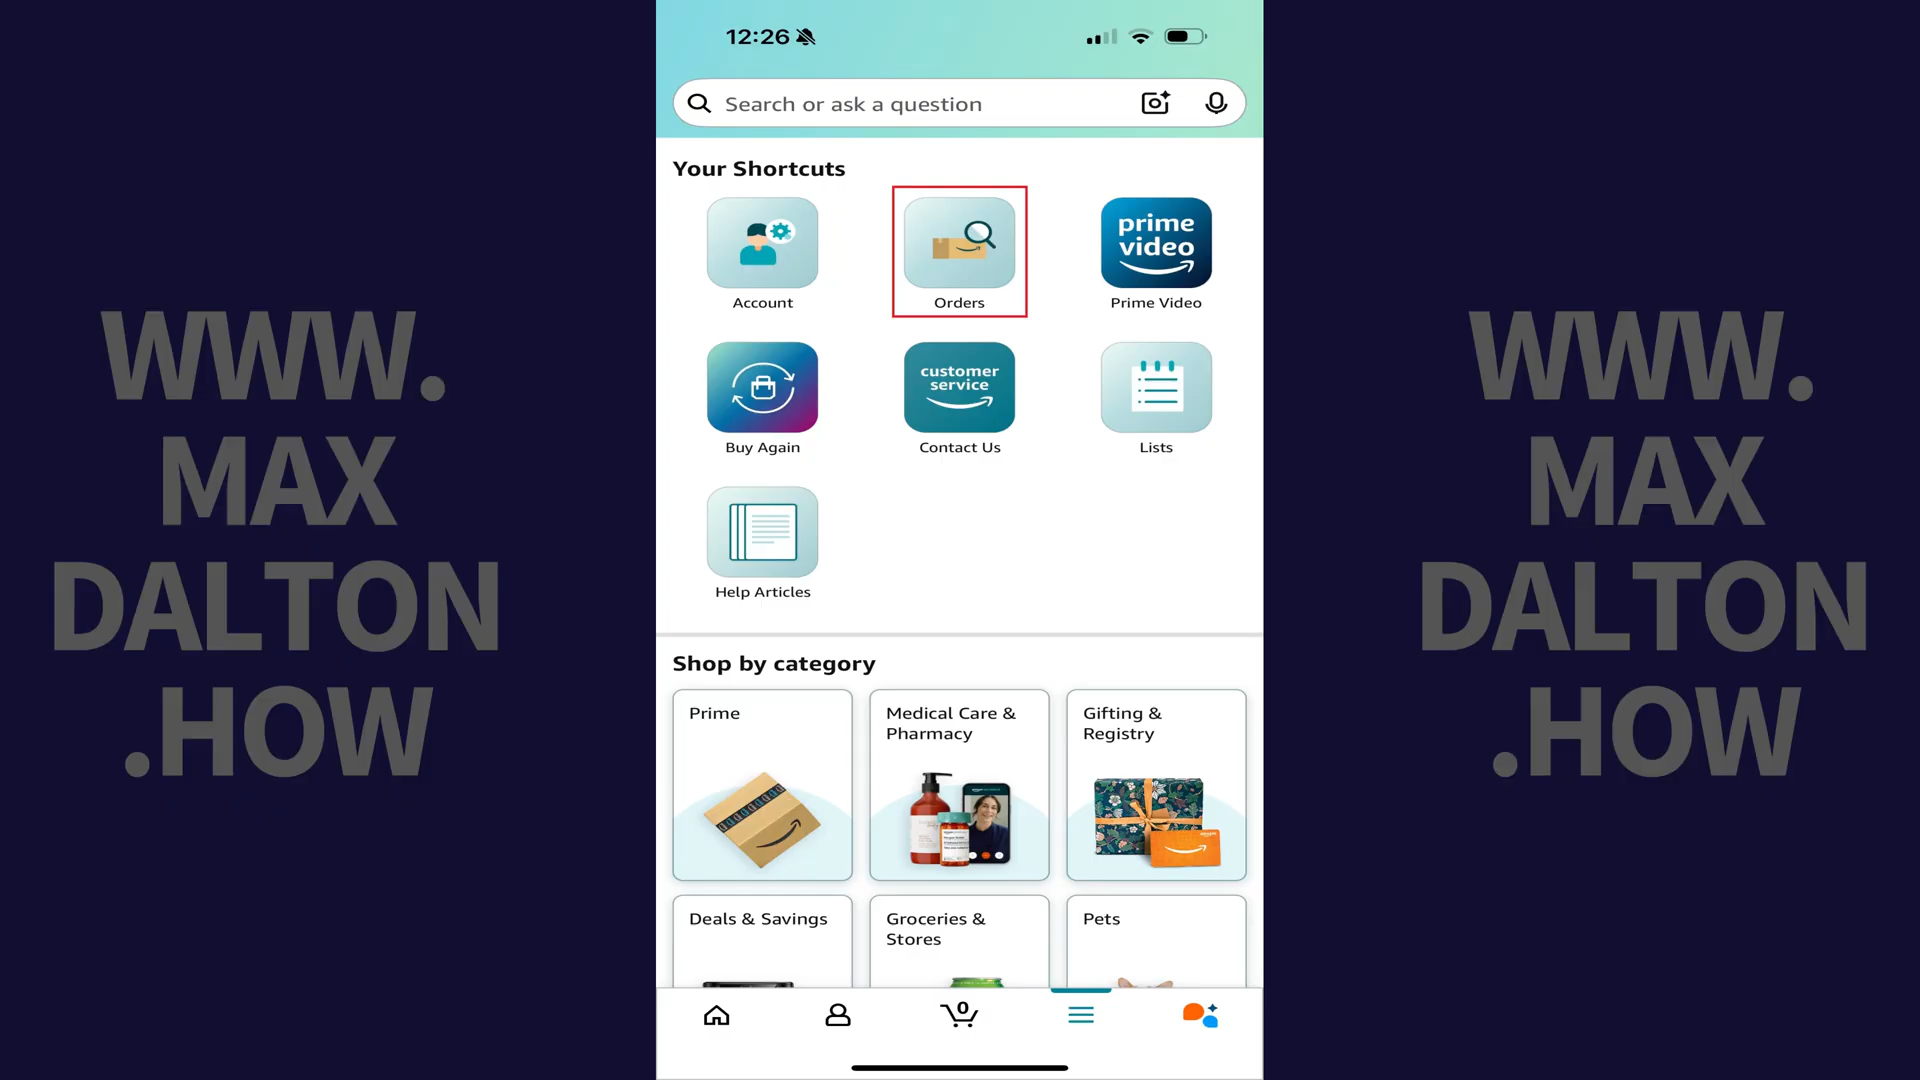 12:26
Search or ask a question
Your Shortcuts
prime
video
Account
Orders
Prime Video
customer
service
Buy Again
Contact Us
Lists
Help Articles
Shop by category
Prime
Medical Care &
Pharmacy
Gifting &
Registry
Deals & Savings
Groceries &
Stores
Pets
0
WWW.
MAX
DALTON
.HOW
WWW.
MAX
DALTON
.HOW